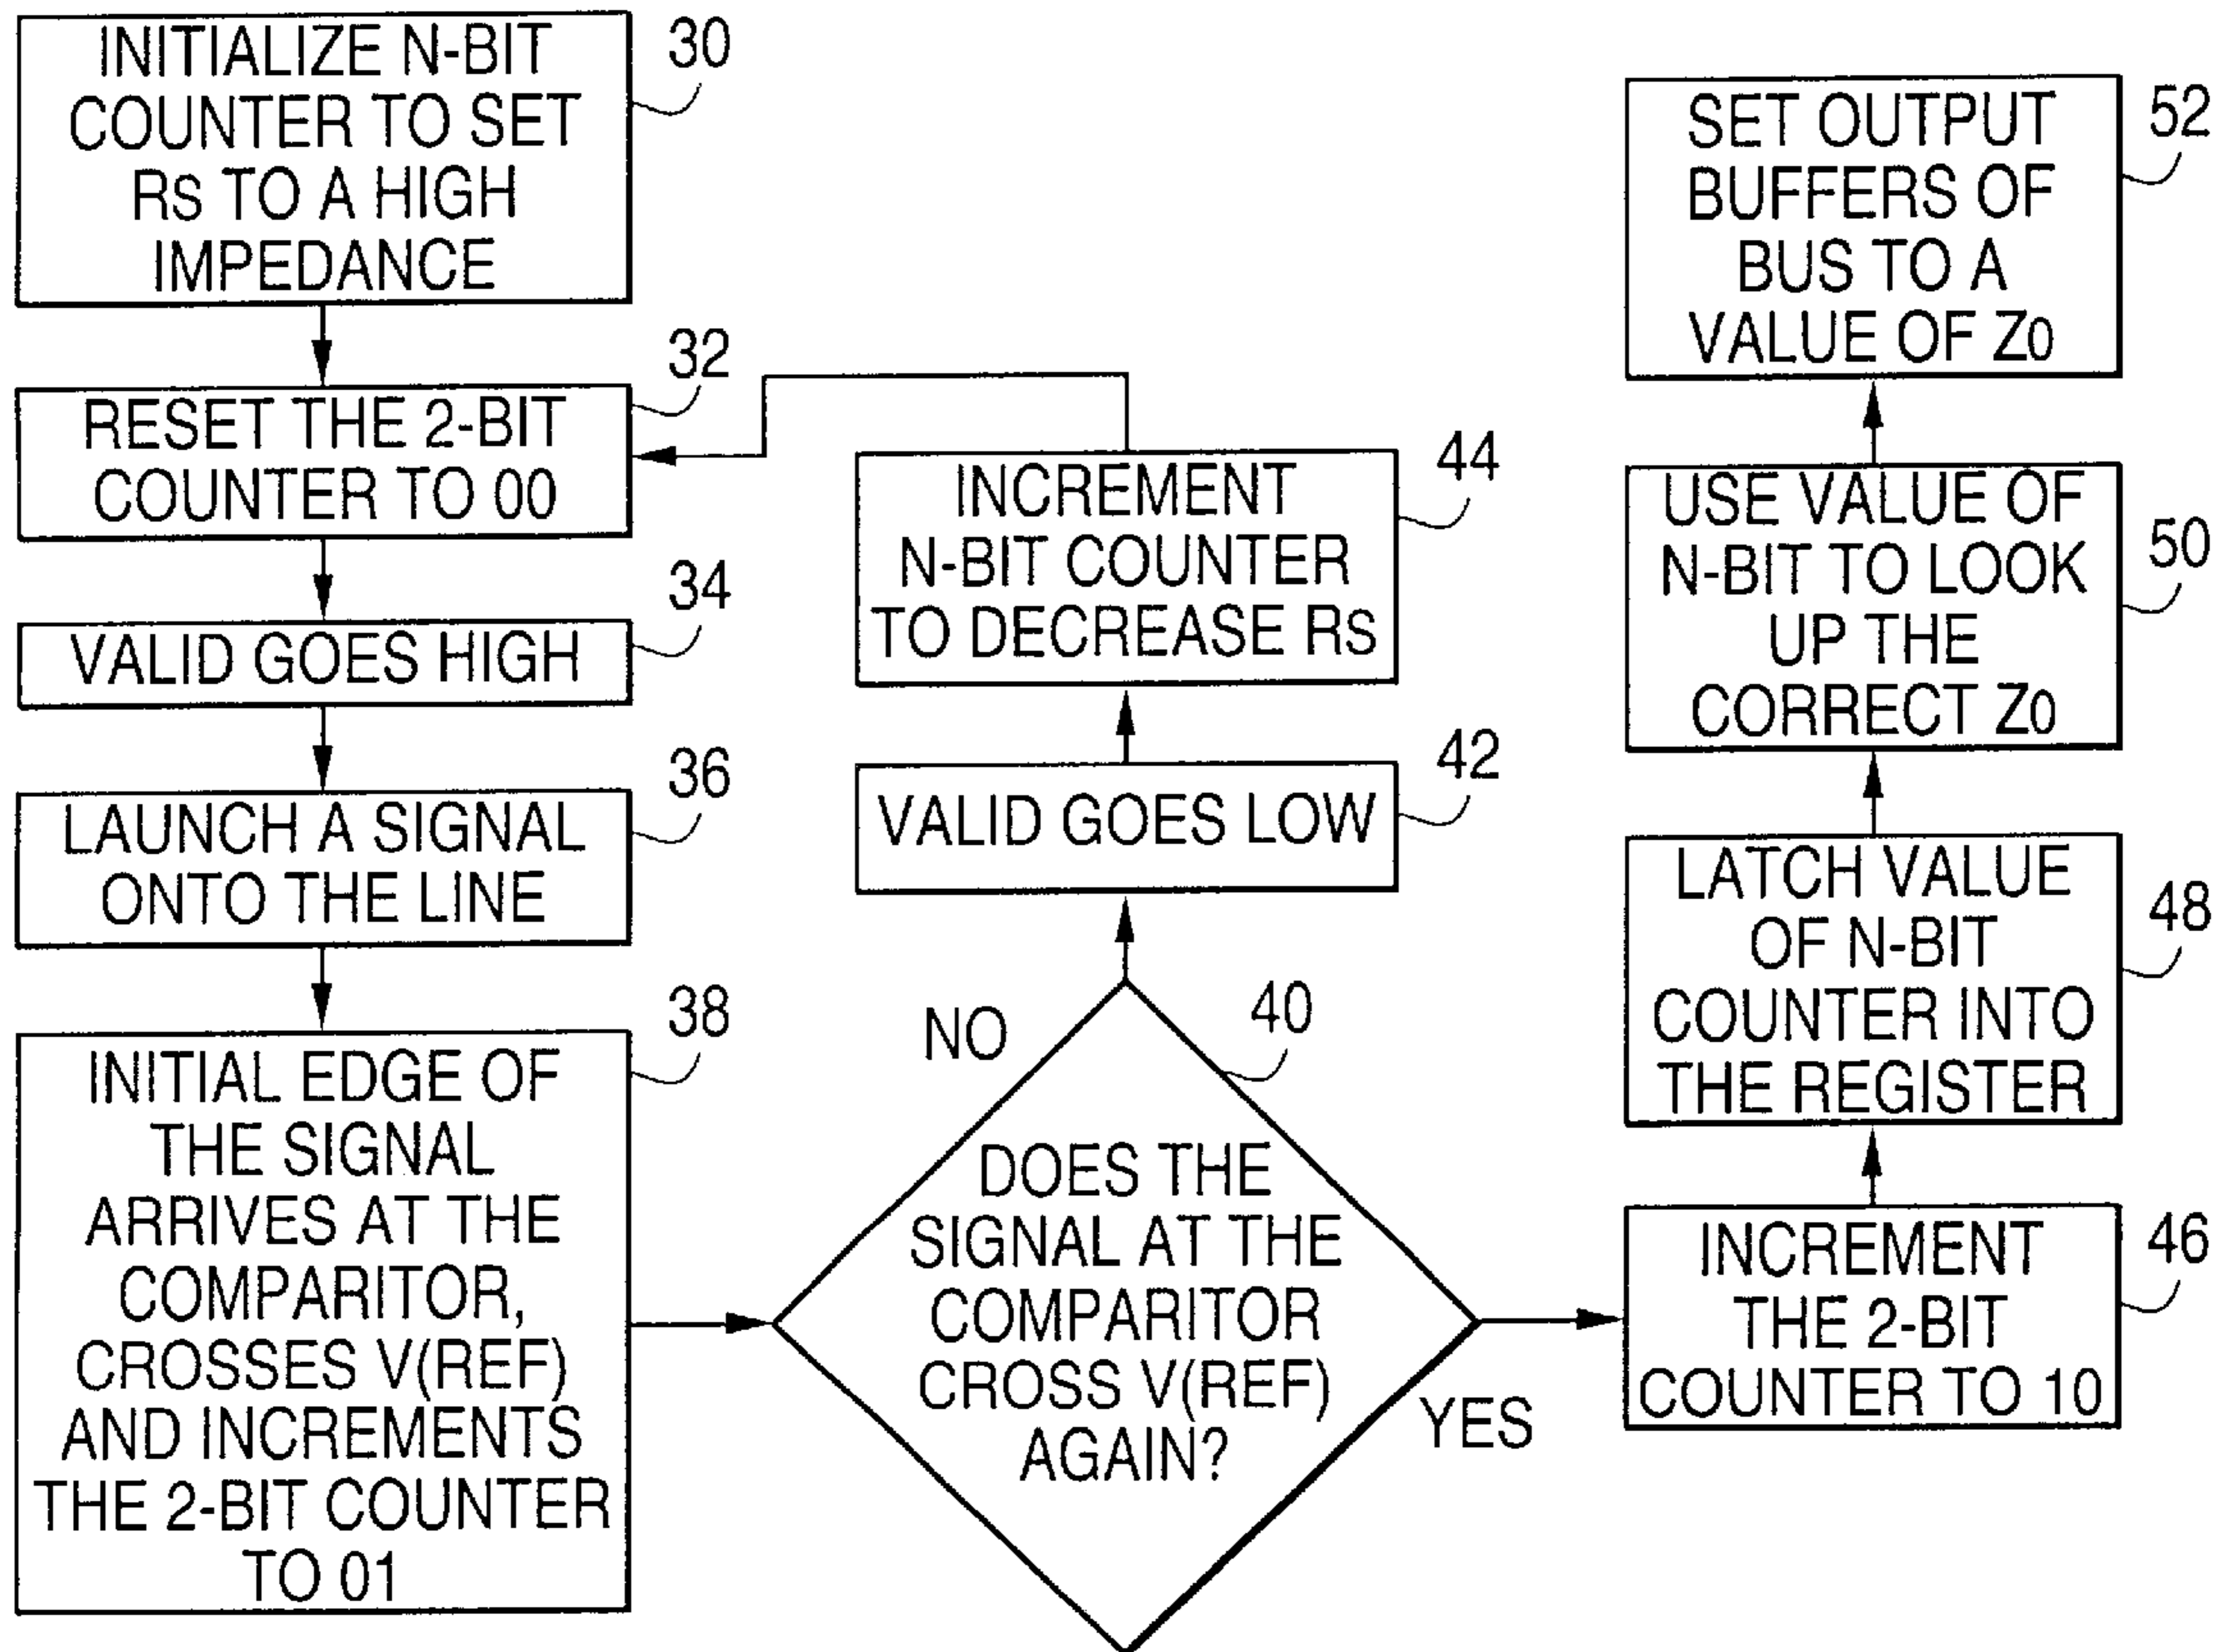 INITIALIZE N-BIT
COUNTER TO SET
RS TO A HIGH
IMPEDANCE
30
RESET THE 2-BIT
COUNTER TO 00
32
VALID GOES HIGH
34
LAUNCH A SIGNAL
ONTO THE LINE
36
INITIAL EDGE OF
THE SIGNAL
ARRIVES AT THE
COMPARITOR,
CROSSES V(REF)
AND INCREMENTS
THE 2-BIT COUNTER
TO 01
38
DOES THE
SIGNAL AT THE
COMPARITOR
CROSS V(REF)
AGAIN?
40
NO
VALID GOES LOW
42
INCREMENT
N-BIT COUNTER
TO DECREASE RS
44
YES
INCREMENT
THE 2-BIT
COUNTER TO 10
46
LATCH VALUE
OF N-BIT
COUNTER INTO
THE REGISTER
48
USE VALUE OF
N-BIT TO LOOK
UP THE
CORRECT Z0
50
SET OUTPUT
BUFFERS OF
BUS TO A
VALUE OF Z0
52